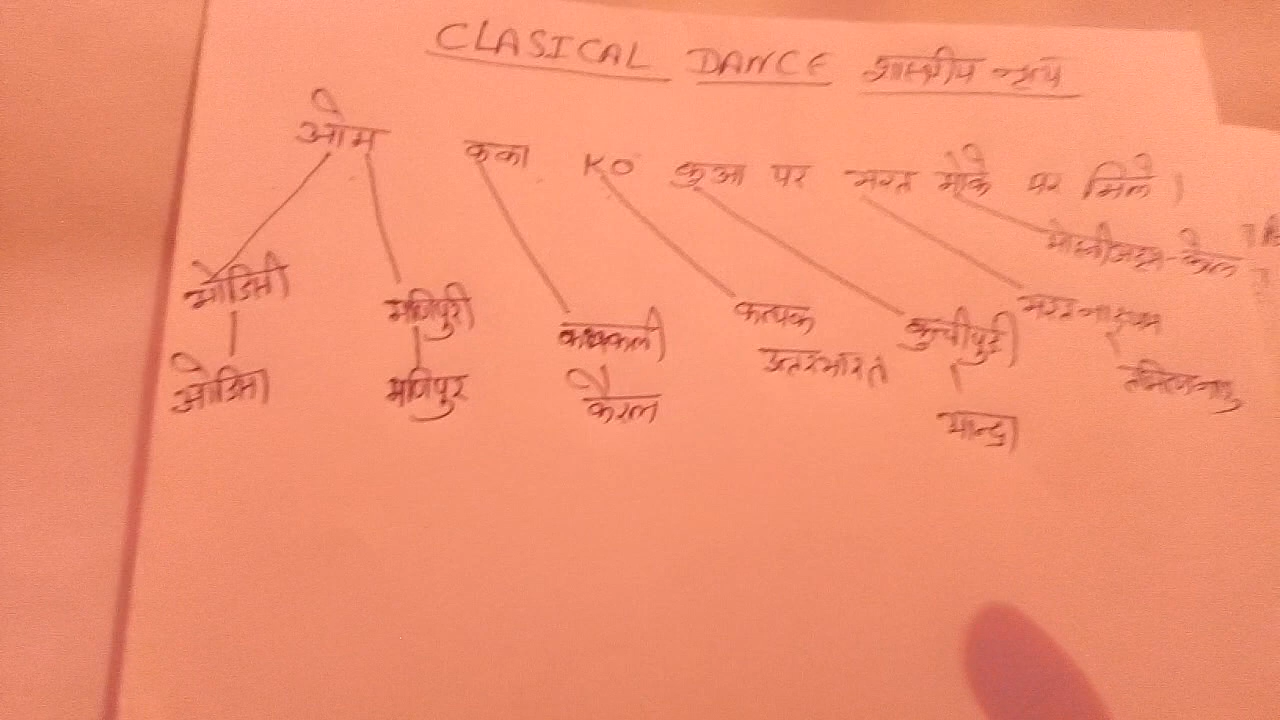 CLASICAL DANCE शास्त्रीय नृत्य
ओम कका KO कुआ पर भरत मौके पर मिले।
मोहनीअट्टम-केरल
ओडिसी मणिपुरी कथकली कत्थक कुचीपुड़ी भरतनाट्यम
ओडिसा मणिपुर केरल उत्तरभारत आन्द्रा तमिलनाडु